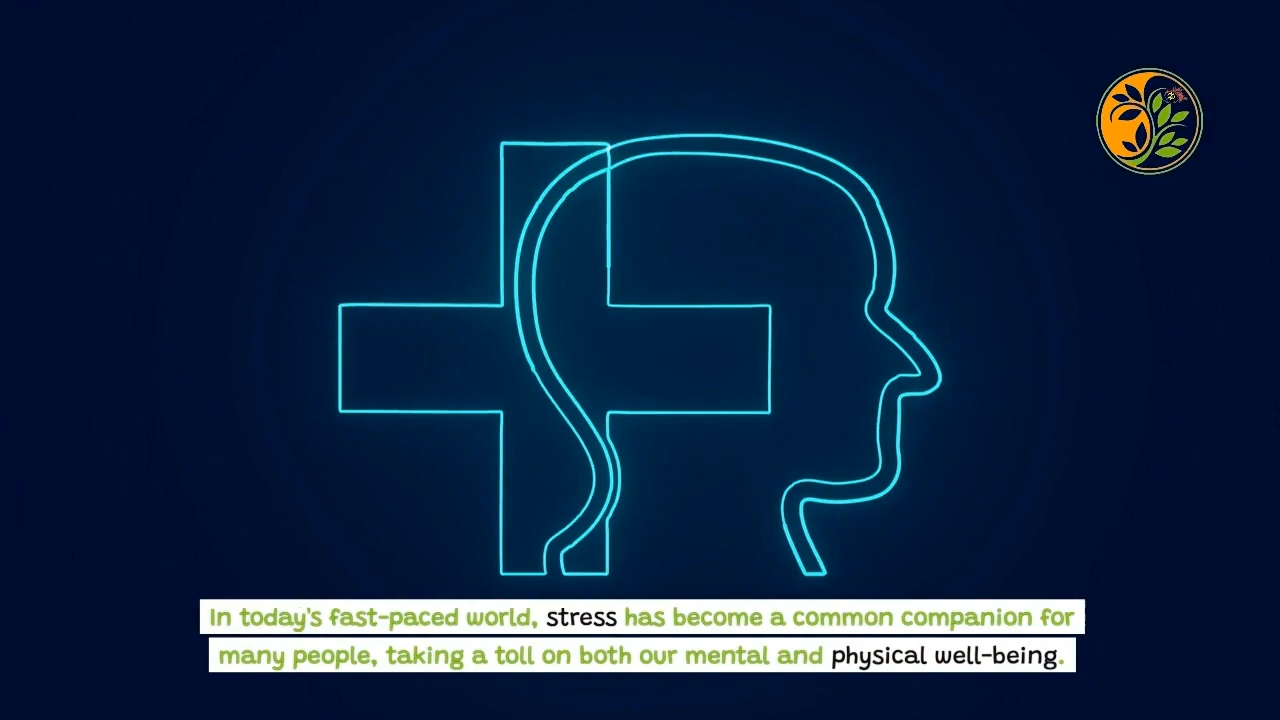 In today's fast-paced world, stress has become a common companion for
many people, taking a toll on both our mental and physical well-being.